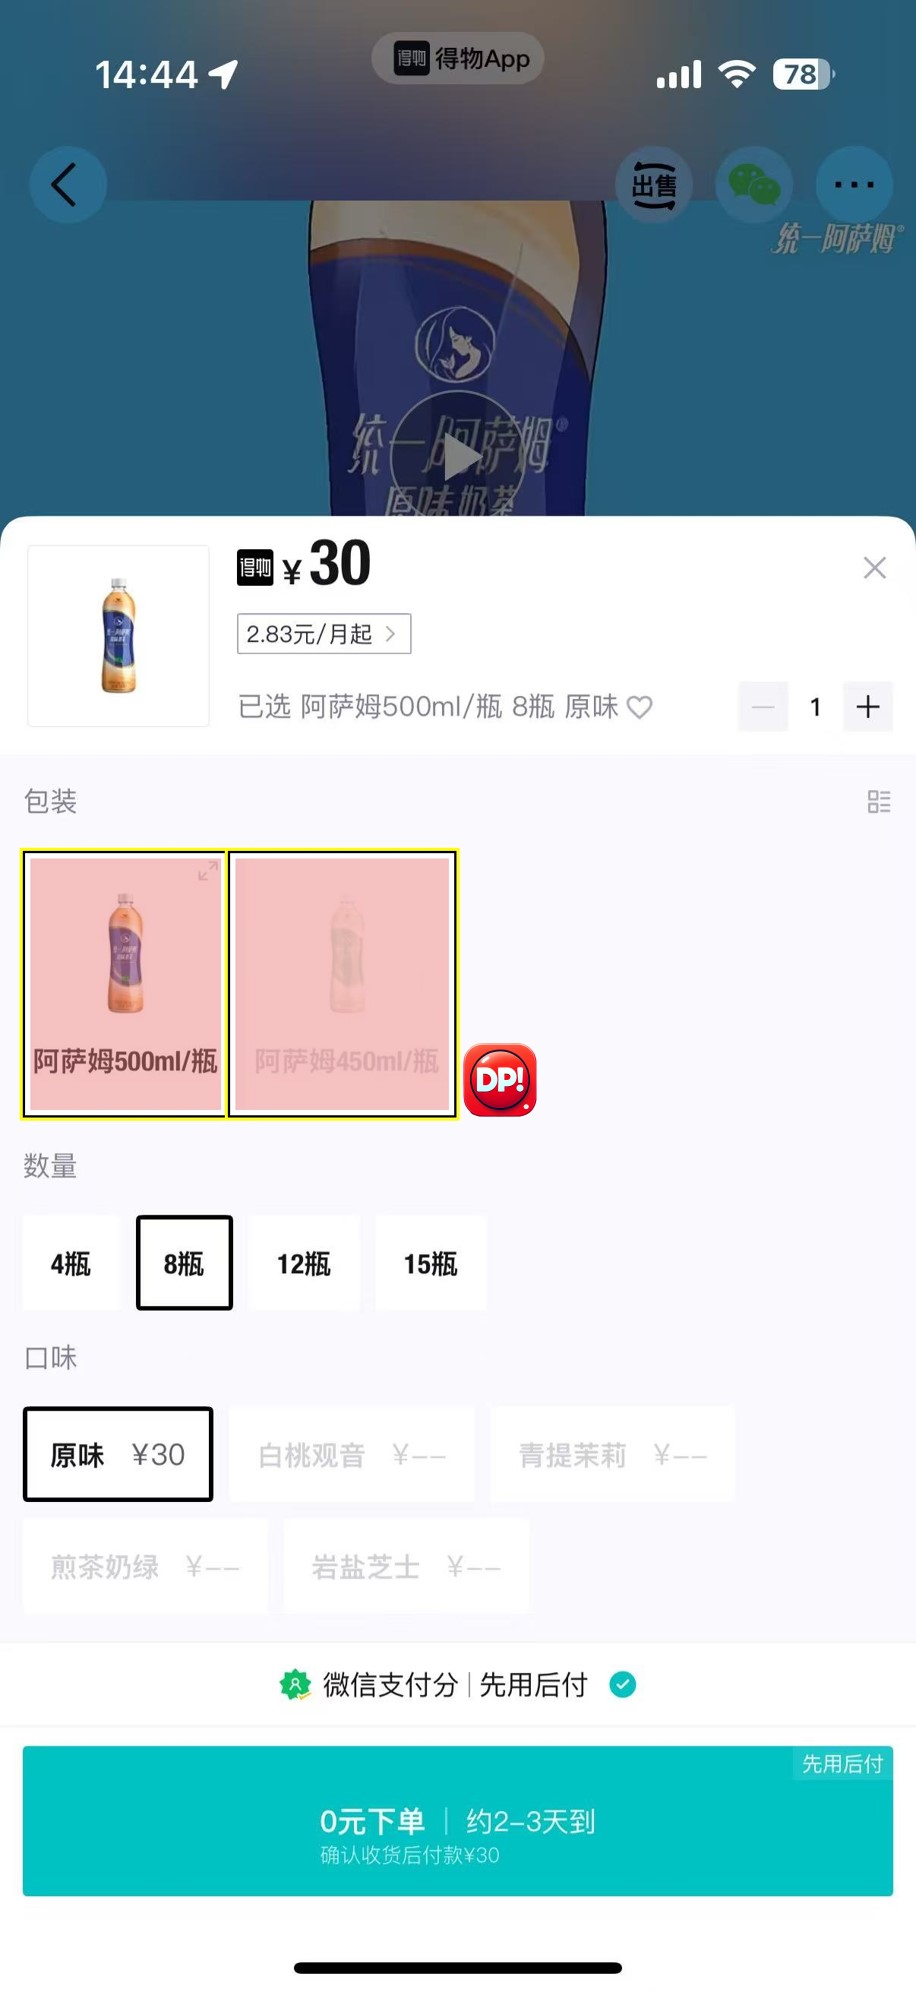 14:44
得物 得物App
78
出售
统一阿萨姆®
统一阿萨姆®
原味奶茶
得物 ¥30
2.83元/月起
已选 阿萨姆500ml/瓶 8瓶 原味
1
包装
阿萨姆500ml/瓶
阿萨姆450ml/瓶
DP!
数量
4瓶
8瓶
12瓶
15瓶
口味
原味 ¥30
白桃观音 ¥--
青提茉莉 ¥--
煎茶奶绿 ¥--
岩盐芝士 ¥--
微信支付分 | 先用后付
先用后付
0元下单 | 约2-3天到
确认收货后付款¥30